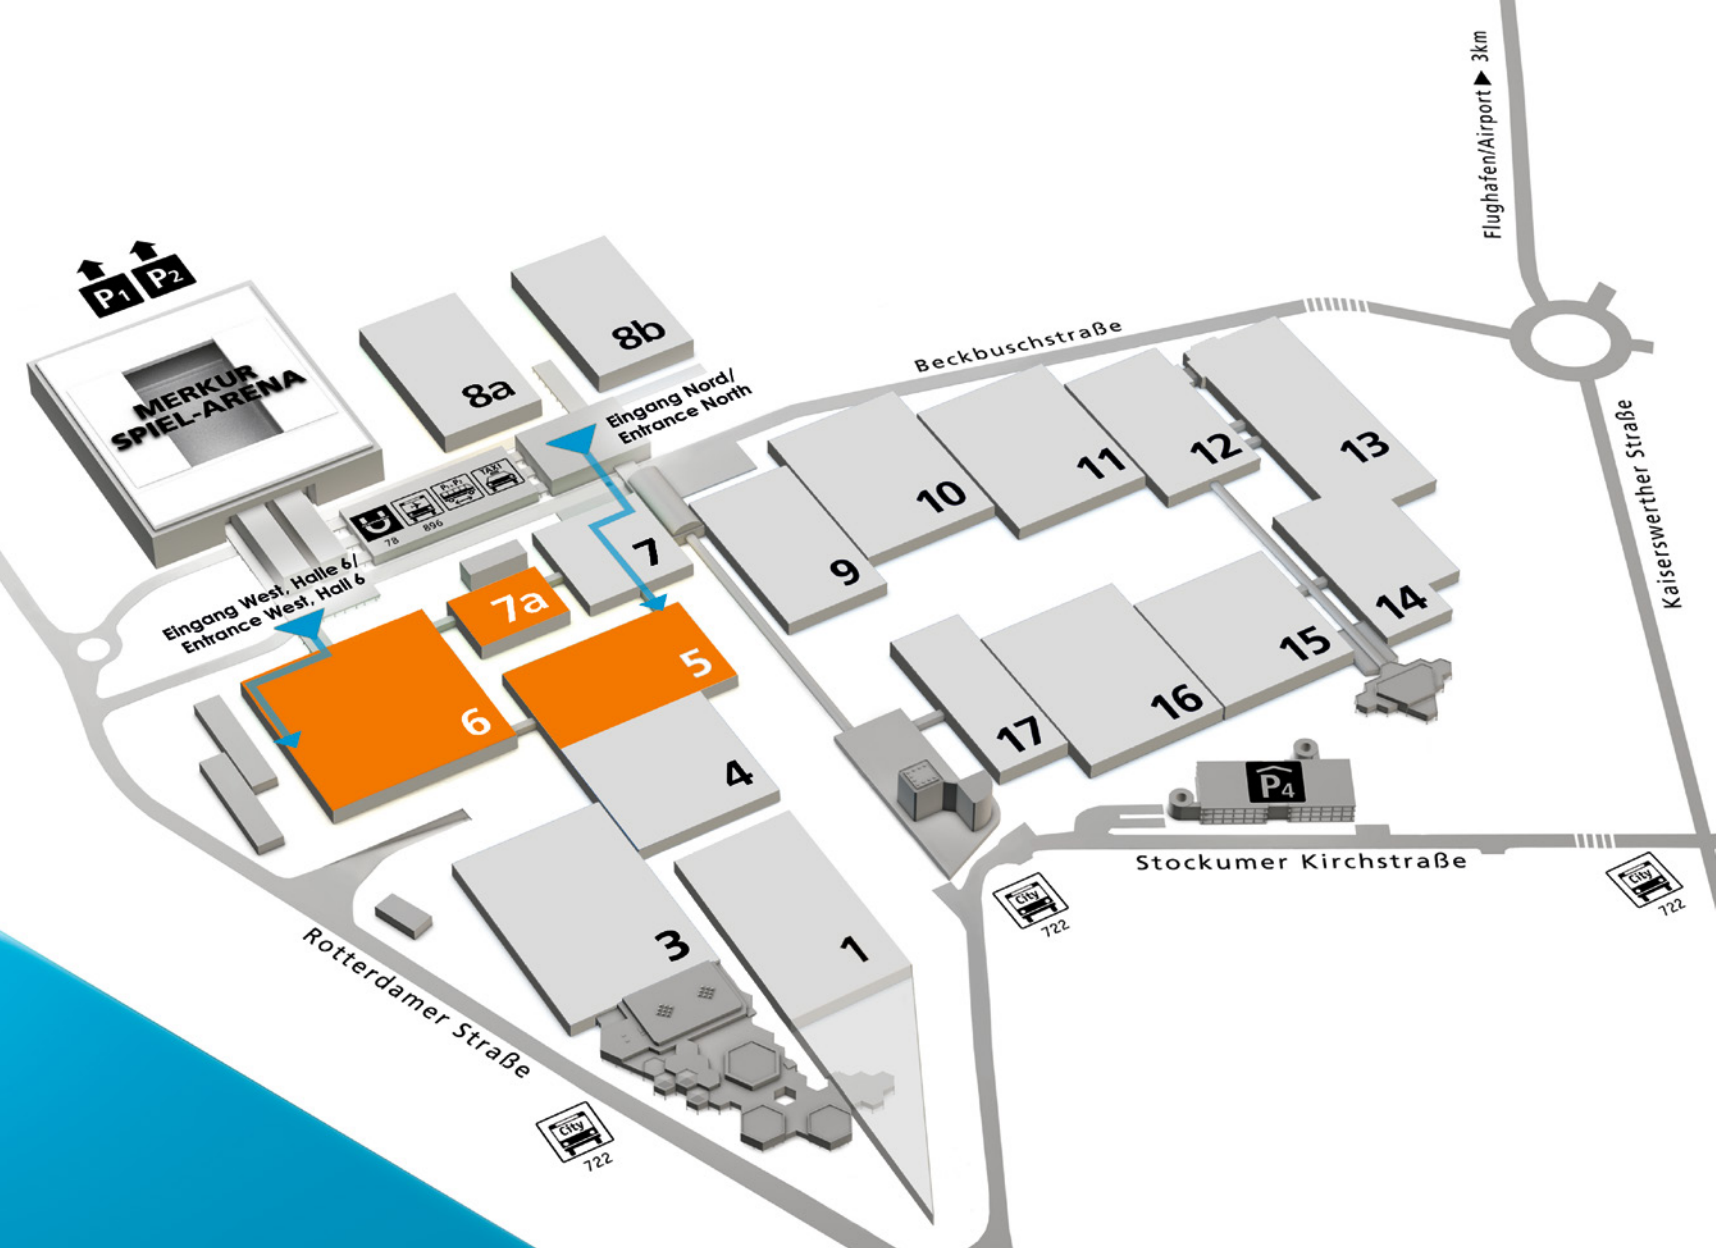 Flughafen/Airport ▶ 3km
P1
P2
MERKUR
SPIEL-ARENA
8a
8b
Eingang Nord/
Entrance North
Beckbuschstraße
TAXI
P1+P2
78
896
Eingang West, Halle 6/
Entrance West, Hall 6
7
7a
6
5
4
3
1
9
10
11
12
13
14
15
16
17
Kaiserswerther Straße
P4
Stockumer Kirchstraße
City
722
City
722
Rotterdamer Straße
City
722